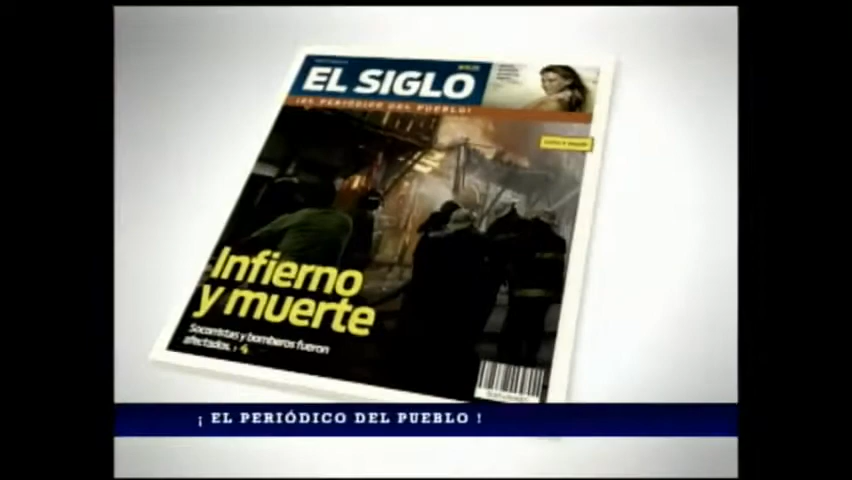 EL SIGLO
¡EL PERIÓDICO DEL PUEBLO!
Infierno
y muerte
Socorristas y bomberos fueron
afectados. > 4
¡ EL PERIÓDICO DEL PUEBLO !